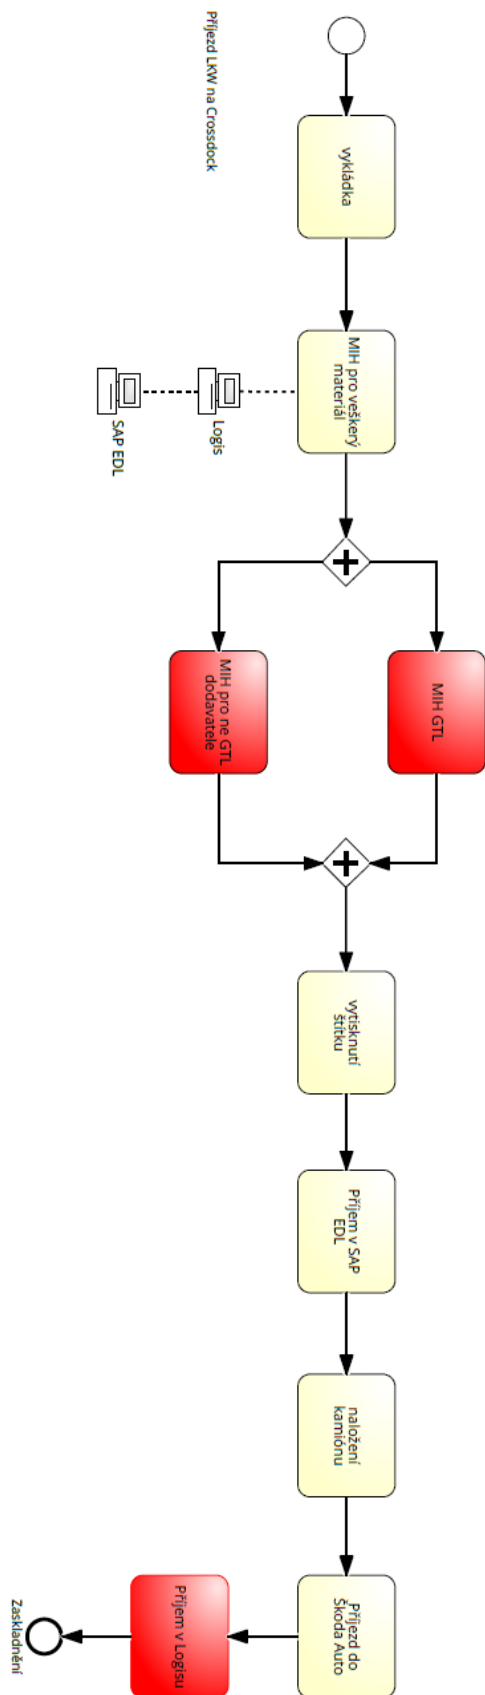 Příjezd LKW na Crossdock
vykládka
MIH pro veškerý
materiál
Logis
SAP EDL
MIH GTL
MIH pro ne GTL
dodavatele
vytisknutí
štítku
Příjem v SAP
EDL
naložení
kamiónu
Příjezd do
Škoda Auto
Příjem v Logisu
Zaskladnění